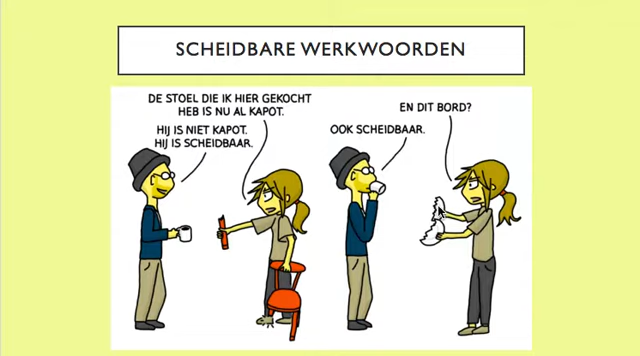 SCHEIDBARE WERKWOORDEN
DE STOEL DIE IK HIER GEKOCHT
HEB IS NU AL KAPOT.
HIJ IS NIET KAPOT.
HIJ IS SCHEIDBAAR.
EN DIT BORD?
OOK SCHEIDBAAR.